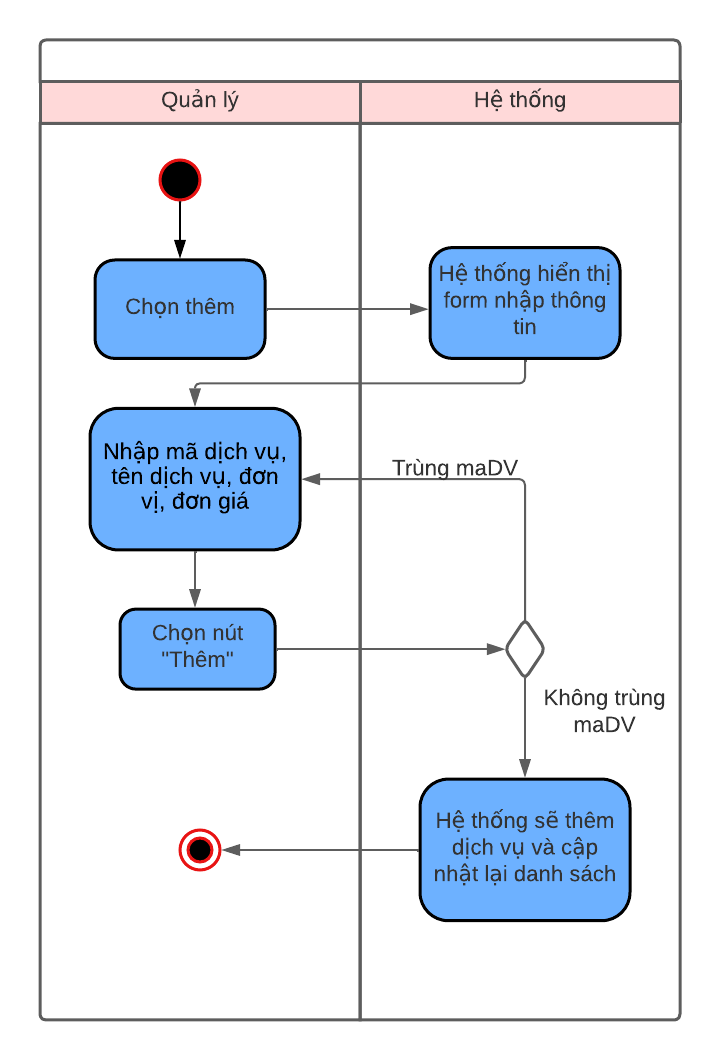 Quản lý
Hệ thống
Chọn thêm
Hệ thống hiển thị
form nhập thông
tin
Nhập mã dịch vụ,
tên dịch vụ, đơn
vị, đơn giá
Trùng maDV
Chọn nút
"Thêm"
Không trùng
maDV
Hệ thống sẽ thêm
dịch vụ và cập
nhật lại danh sách